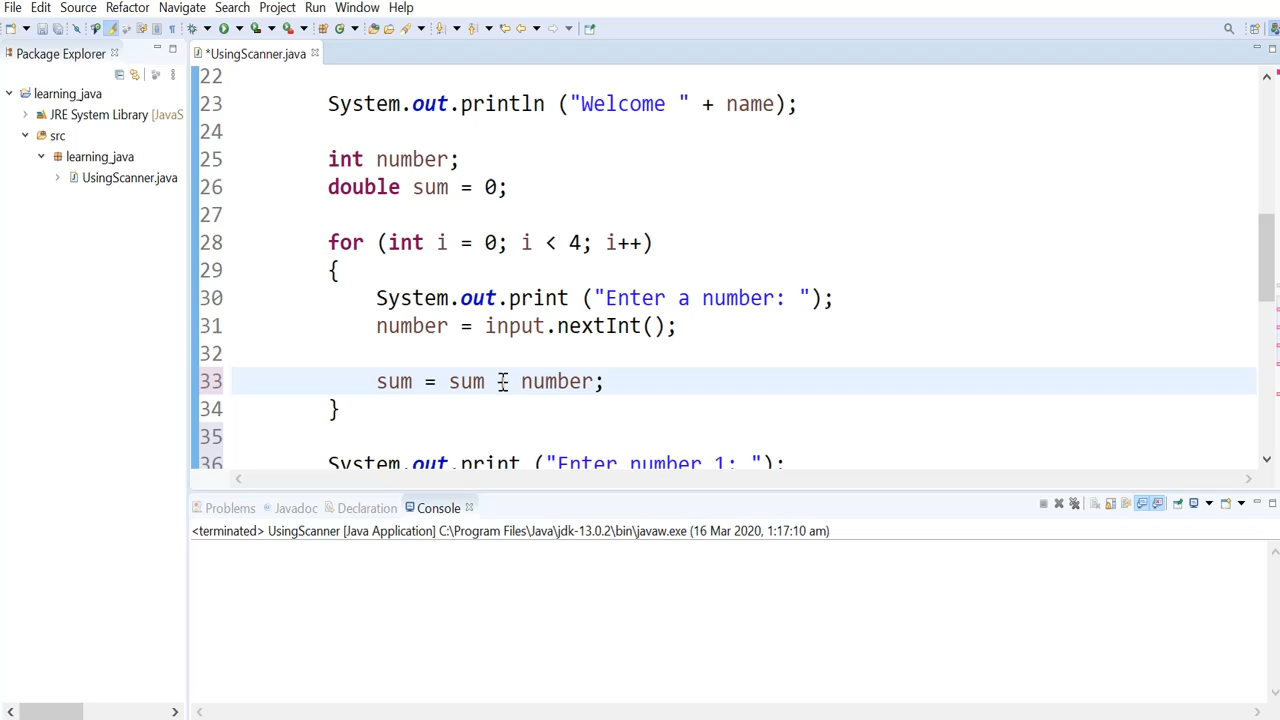 File Edit Source Refactor Navigate Search Project Run Window Help
Package Explorer
*UsingScanner.java
learning_java
JRE System Library [JavaS
src
learning_java
UsingScanner.java
22
23 System.out.println ("Welcome " + name);
24
25 int number;
26 double sum = 0;
27
28 for (int i = 0; i < 4; i++)
29 {
30 System.out.print ("Enter a number: ");
31 number = input.nextInt();
32
33 sum = sum + number;
34 }
35
36 System.out.print ("Enter number 1: ");
Problems Javadoc Declaration Console
<terminated> UsingScanner [Java Application] C:\Program Files\Java\jdk-13.0.2\bin\javaw.exe (16 Mar 2020, 1:17:10 am)